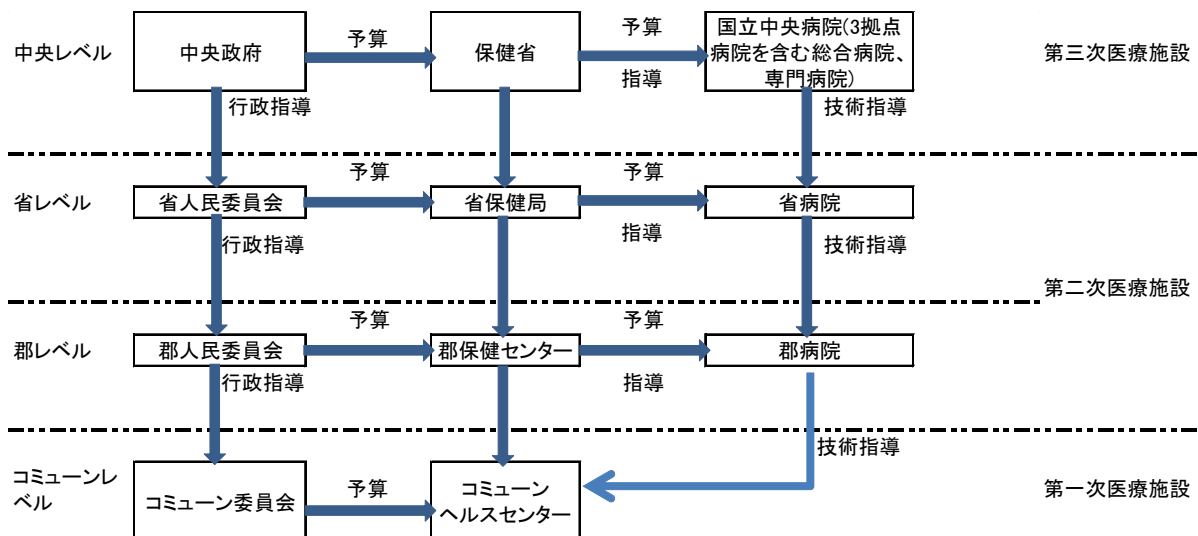 中央レベル
中央政府
予算
保健省
予算
指導
国立中央病院(3拠点
病院を含む総合病院、
専門病院)
第三次医療施設
行政指導
技術指導
省レベル
省人民委員会
予算
省保健局
予算
指導
省病院
行政指導
技術指導
第二次医療施設
郡レベル
郡人民委員会
予算
郡保健センター
予算
指導
郡病院
行政指導
技術指導
コミューンレ
ベル
コミューン委員会
予算
コミューン
ヘルスセンター
第一次医療施設